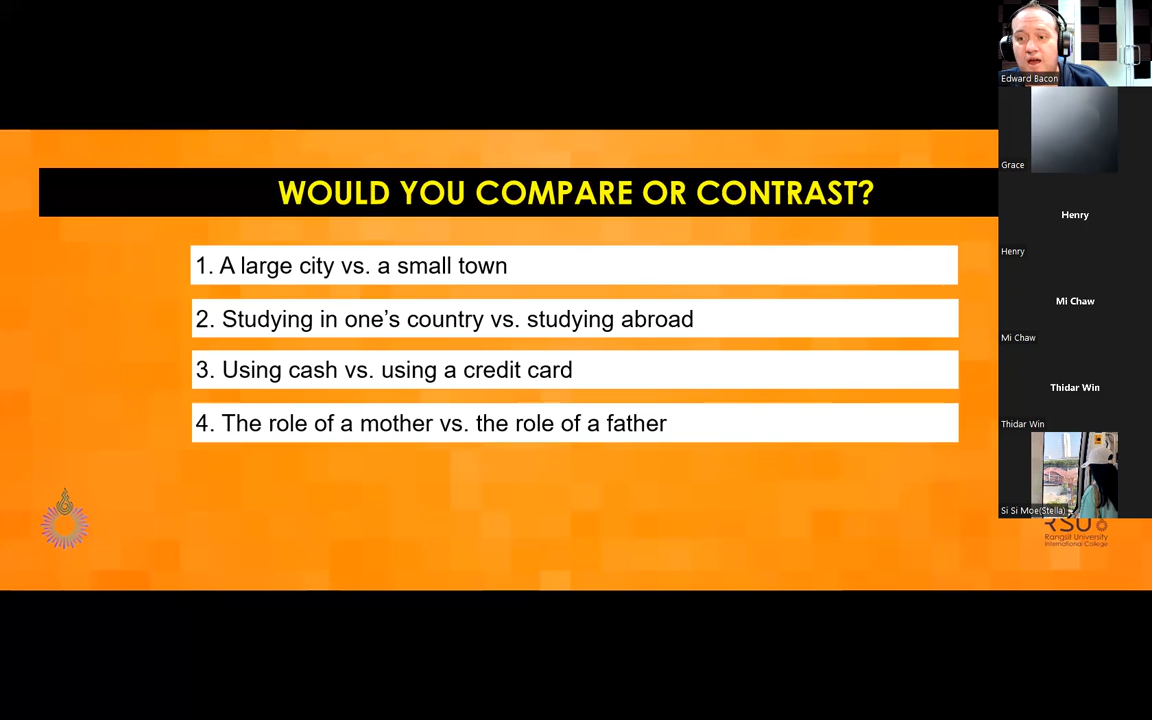 WOULD YOU COMPARE OR CONTRAST?
1. A large city vs. a small town
2. Studying in one’s country vs. studying abroad
3. Using cash vs. using a credit card
4. The role of a mother vs. the role of a father
Edward Bacon
Grace
Henry
Henry
Mi Chaw
Mi Chaw
Thidar Win
Thidar Win
Si Si Moe(Stella)
RSU
Rangsit University
International College